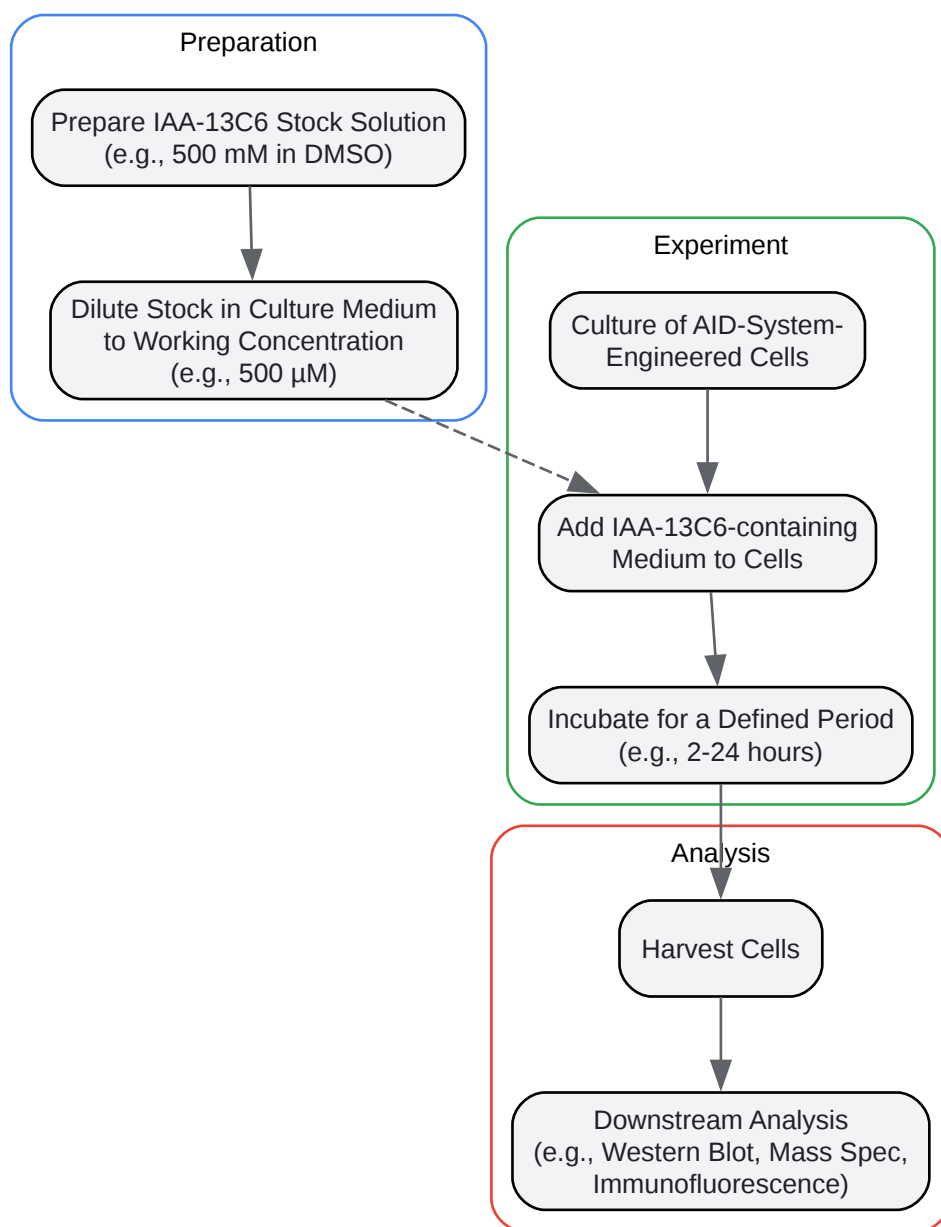 Preparation
Prepare IAA-13C6 Stock Solution
(e.g., 500 mM in DMSO)
Dilute Stock in Culture Medium
to Working Concentration
(e.g., 500 µM)
Experiment
Culture of AID-System-
Engineered Cells
Add IAA-13C6-containing
Medium to Cells
Incubate for a Defined Period
(e.g., 2-24 hours)
Analysis
Harvest Cells
Downstream Analysis
(e.g., Western Blot, Mass Spec,
Immunofluorescence)